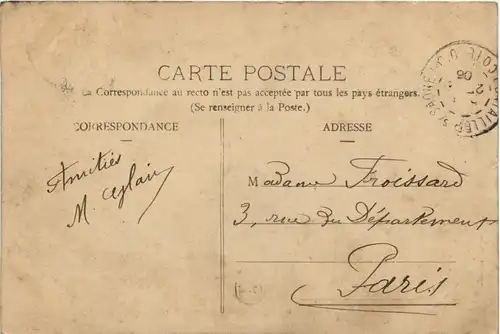 CARTE POSTALE
La Correspondance au recto n'est pas acceptée par tous les pays étrangers.
(Se renseigner à la Poste.)
CORRESPONDANCE
ADRESSE
Amitiés
M.
Madame Froissard
3, rue du Département
Paris